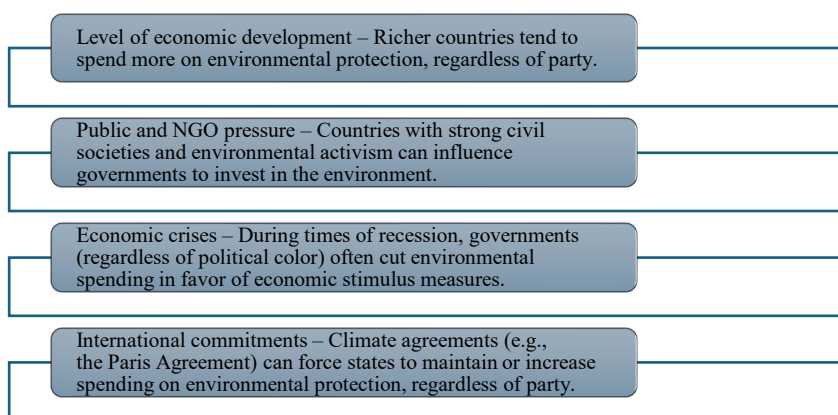 Level of economic development – Richer countries tend to
spend more on environmental protection, regardless of party.
Public and NGO pressure – Countries with strong civil
societies and environmental activism can influence
governments to invest in the environment.
Economic crises – During times of recession, governments
(regardless of political color) often cut environmental
spending in favor of economic stimulus measures.
International commitments – Climate agreements (e.g.,
the Paris Agreement) can force states to maintain or increase
spending on environmental protection, regardless of party.